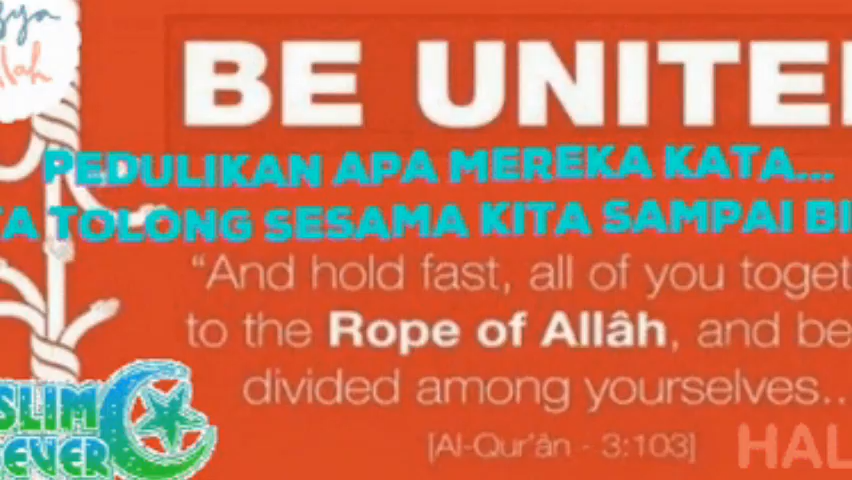 BE UNITE
PEDULIKAN APA MEREKA KATA...
TA TOLONG SESAMA KITA SAMPAI BI
“And hold fast, all of you toget
to the Rope of Allâh, and be
divided among yourselves..
[Al-Qur’ân - 3:103]
SLIM
EVER
HAL